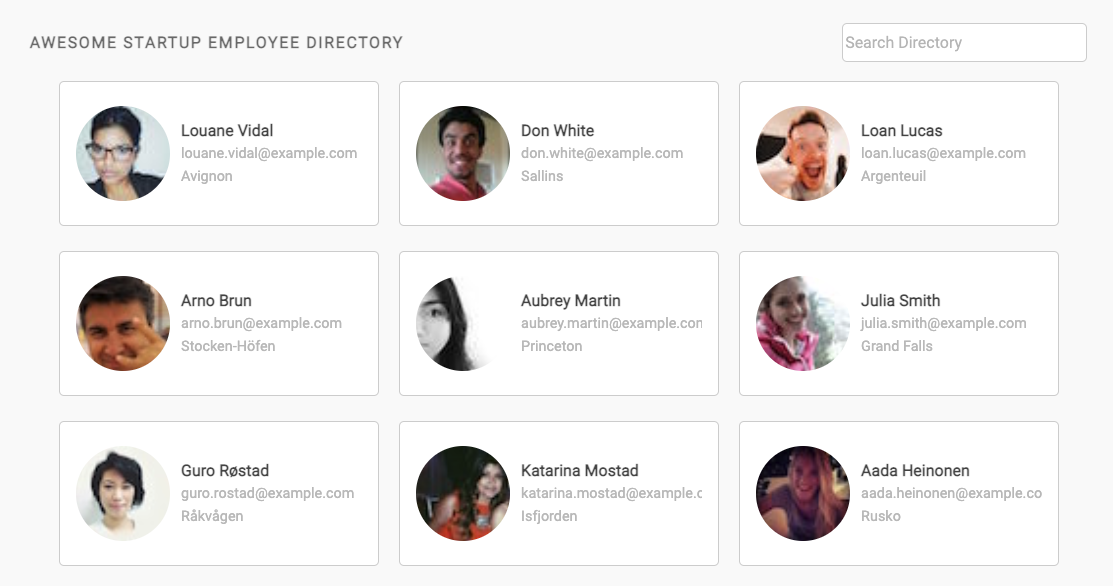 AWESOME STARTUP EMPLOYEE DIRECTORY
Search Directory
Louane Vidal
louane.vidal@example.com
Avignon
Don White
don.white@example.com
Sallins
Loan Lucas
loan.lucas@example.com
Argenteuil
Arno Brun
arno.brun@example.com
Stocken-Höfen
Aubrey Martin
aubrey.martin@example.con
Princeton
Julia Smith
julia.smith@example.com
Grand Falls
Guro Røstad
guro.rostad@example.com
Råkvågen
Katarina Mostad
katarina.mostad@example.c
Isfjorden
Aada Heinonen
aada.heinonen@example.co
Rusko